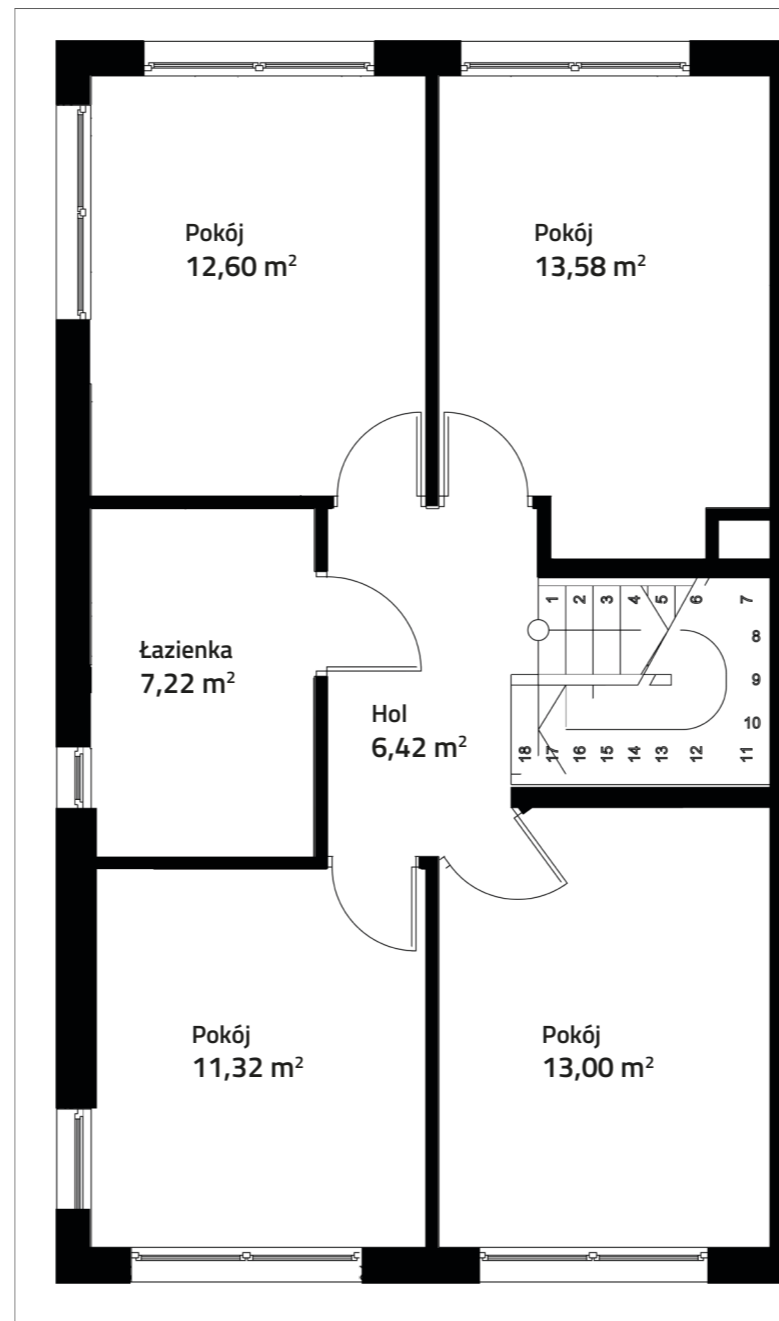 Pokój
12,60 m²
Pokój
13,58 m²
Łazienka
7,22 m²
Hol
6,42 m²
1 2 3 4 5 6 7
8
9
10
18 17 16 15 14 13 12 11
Pokój
11,32 m²
Pokój
13,00 m²